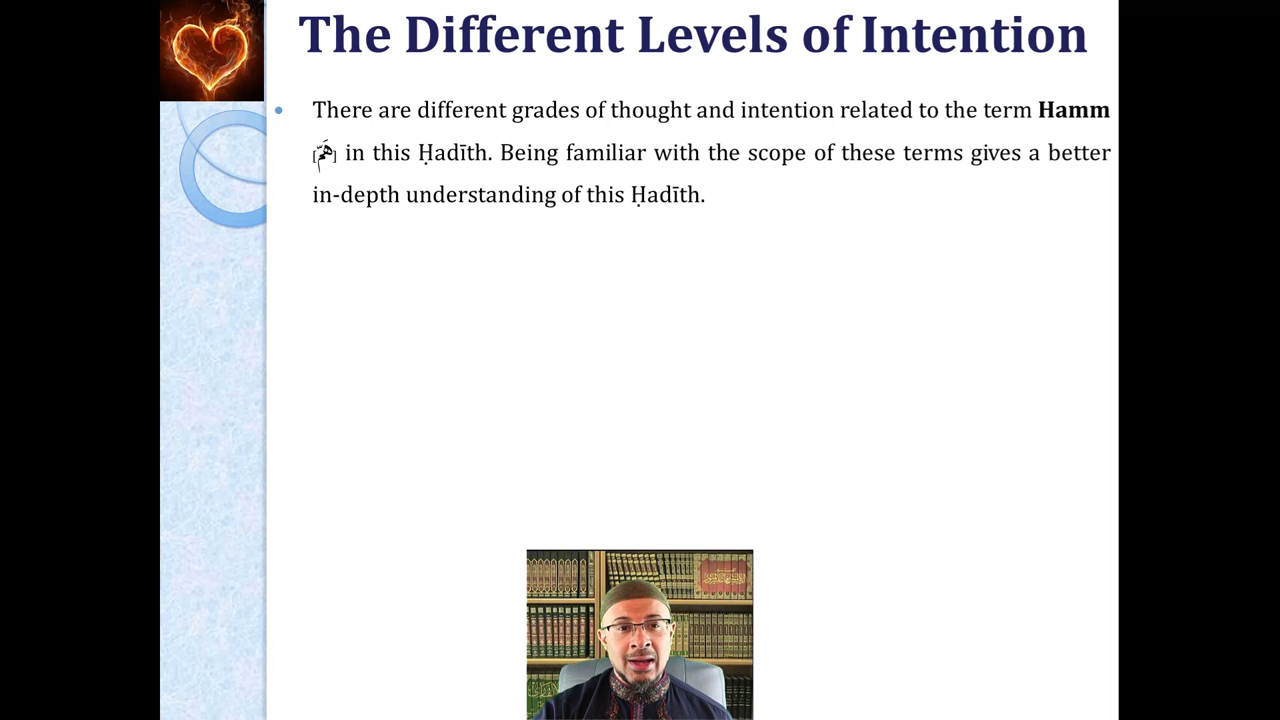 The Different Levels of Intention
• There are different grades of thought and intention related to the term Hamm
[هَمّ] in this Ḥadīth. Being familiar with the scope of these terms gives a better
in-depth understanding of this Ḥadīth.